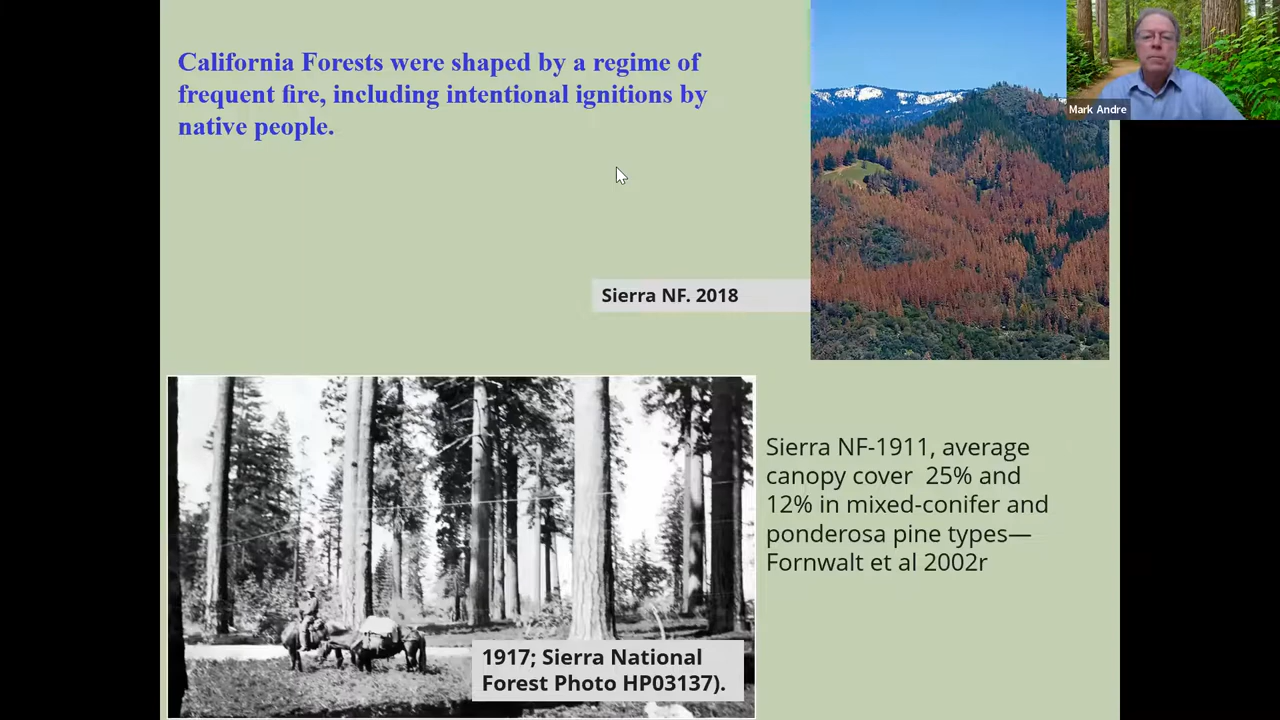 California Forests were shaped by a regime of
frequent fire, including intentional ignitions by
native people.
Mark Andre
Sierra NF. 2018
Sierra NF-1911, average
canopy cover 25% and
12% in mixed-conifer and
ponderosa pine types—
Fornwalt et al 2002r
1917; Sierra National
Forest Photo HP03137).